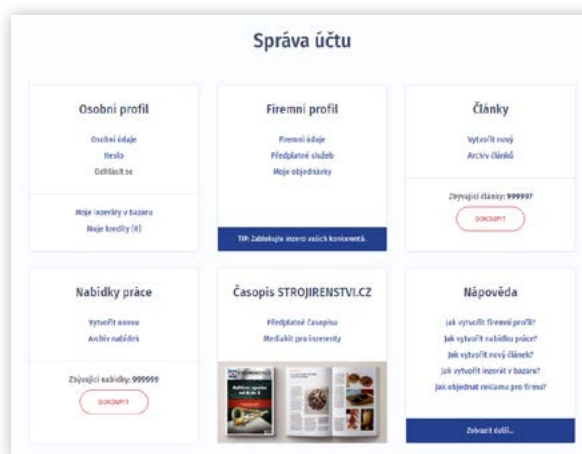 Správa účtu
Osobní profil
Osobní údaje
Heslo
Odhlásit se
Moje inzeráty v bazaru
Moje kredity (0)
Firemní profil
Firemní údaje
Předplatné služeb
Moje objednávky
TIP: Zablokujte inzerci vašich konkurentů.
Články
Vytvořit nový
Archiv článků
Zbývající články: 999997
DOKOUPIT
Nabídky práce
Vytvořit novou
Archiv nabídek
Zbývající nabídky: 999999
DOKOUPIT
Časopis STROJIRENSTVI.CZ
Předplatné časopisu
Mediakit pro inzerenty
Nápověda
Jak vytvořit firemní profil?
Jak vytvořit nabídku práce?
Jak vytvořit nový článek?
Jak vytvořit inzerát v bazaru?
Jak objednat reklamu pro firmu?
Zobrazit další...